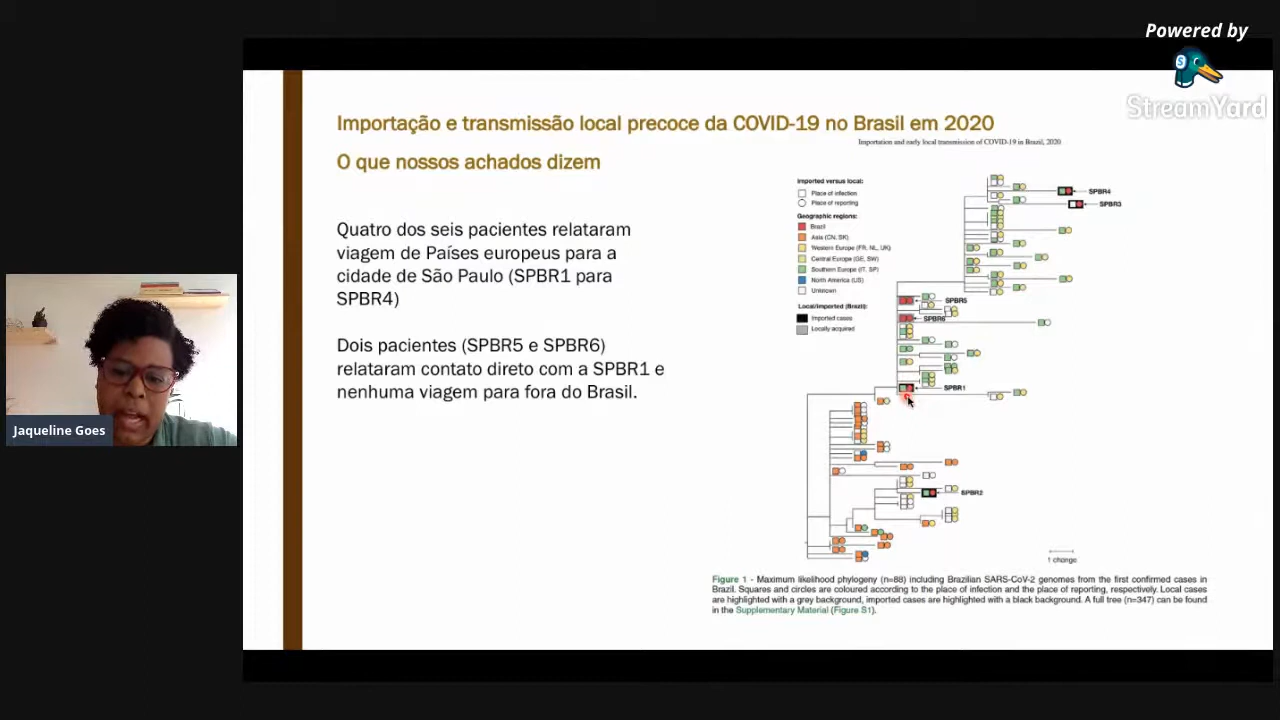 Powered by
StreamYard
Importação e transmissão local precoce da COVID-19 no Brasil em 2020
Importation and early local transmission of COVID-19 in Brazil, 2020
O que nossos achados dizem
Quatro dos seis pacientes relataram
viagem de Países europeus para a
cidade de São Paulo (SPBR1 para
SPBR4)
Dois pacientes (SPBR5 e SPBR6)
relataram contato direto com a SPBR1 e
nenhuma viagem para fora do Brasil.
Jaqueline Goes
Imported versus local:
Place of infection
Place of reporting
Geographic regions:
Brazil
Asia (CN, SK)
Western Europe (FR, NL, UK)
Central Europe (GE, SW)
Southern Europe (IT, SP)
North America (US)
Unknown
Local/imported (Brazil):
Imported cases
Locally acquired
SPBR4
SPBR3
SPBR5
SPBR6
SPBR1
SPBR2
1 change
Figure 1 - Maximum likelihood phylogeny (n=88) including Brazilian SARS-CoV-2 genomes from the first confirmed cases in
Brazil. Squares and circles are coloured according to the place of infection and the place of reporting, respectively. Local cases
are highlighted with a grey background, imported cases are highlighted with a black background. A full tree (n=347) can be found
in the Supplementary Material (Figure S1).